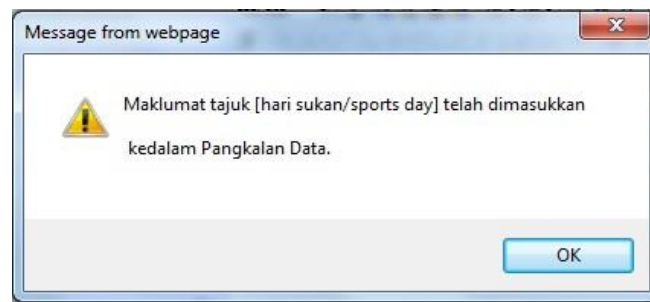 Message from webpage
Maklumat tajuk [hari sukan/sports day] telah dimasukkan
kedalam Pangkalan Data.
OK